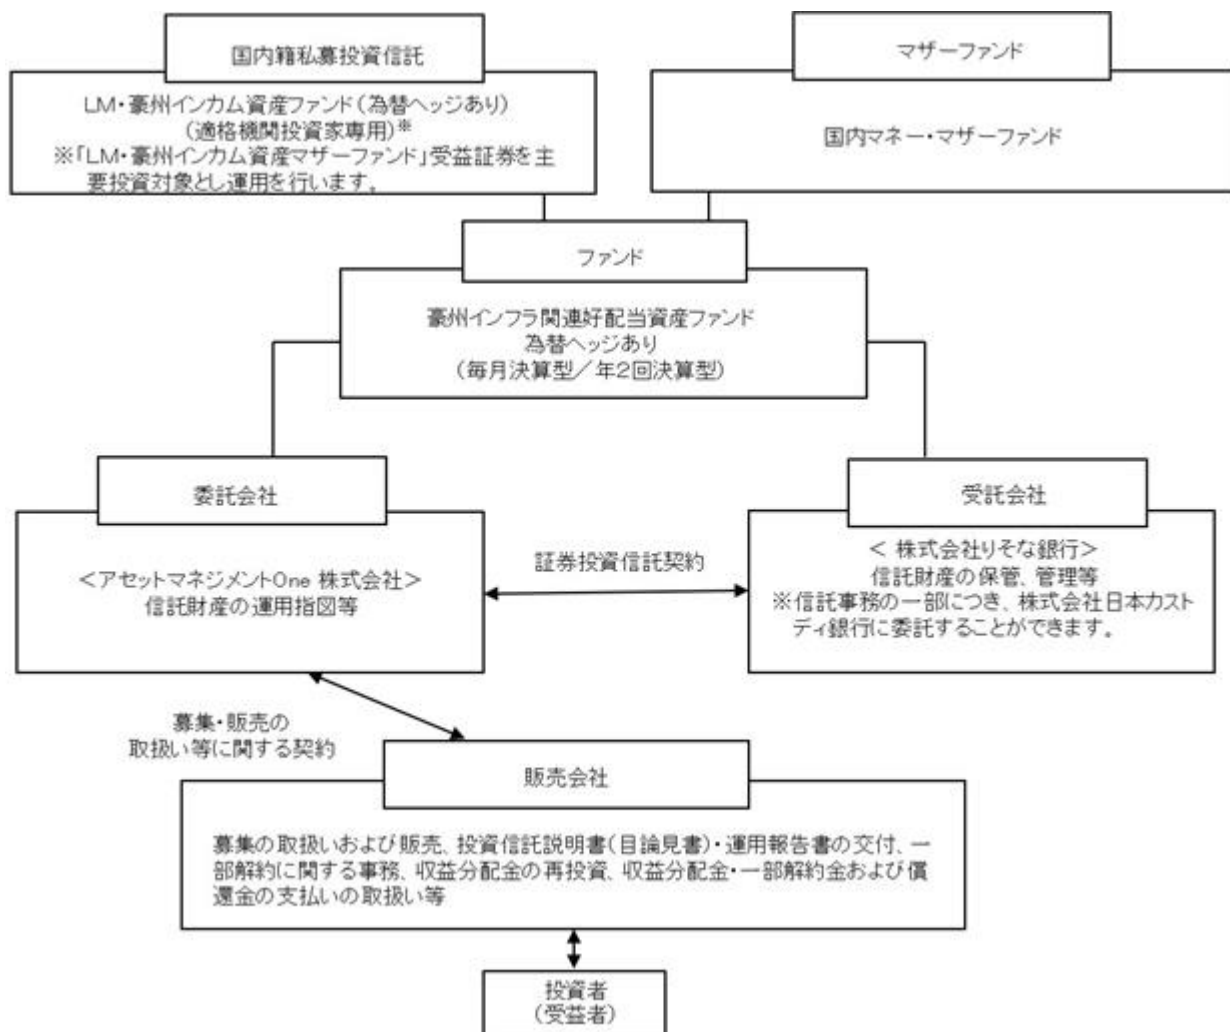 国内籍私募投資信託
マザーファンド
LM・豪州インカム資産ファンド(為替ヘッジあり)
(適格機関投資家専用)※
※「LM・豪州インカム資産マザーファンド」受益証券を主
要投資対象とし運用を行います。
国内マネー・マザーファンド
ファンド
豪州インフラ関連好配当資産ファンド
為替ヘッジあり
(毎月決算型/年2回決算型)
委託会社
受託会社
<アセットマネジメントOne 株式会社>
信託財産の運用指図等
証券投資信託契約
< 株式会社りそな銀行>
信託財産の保管、管理等
※信託事務の一部につき、株式会社日本カスト
ディ銀行に委託することができます。
募集・販売の
取扱い等に関する契約
販売会社
募集の取扱いおよび販売、投資信託説明書(目論見書)・運用報告書の交付、一
部解約に関する事務、収益分配金の再投資、収益分配金・一部解約金および償
還金の支払いの取扱い等
投資者
(受益者)